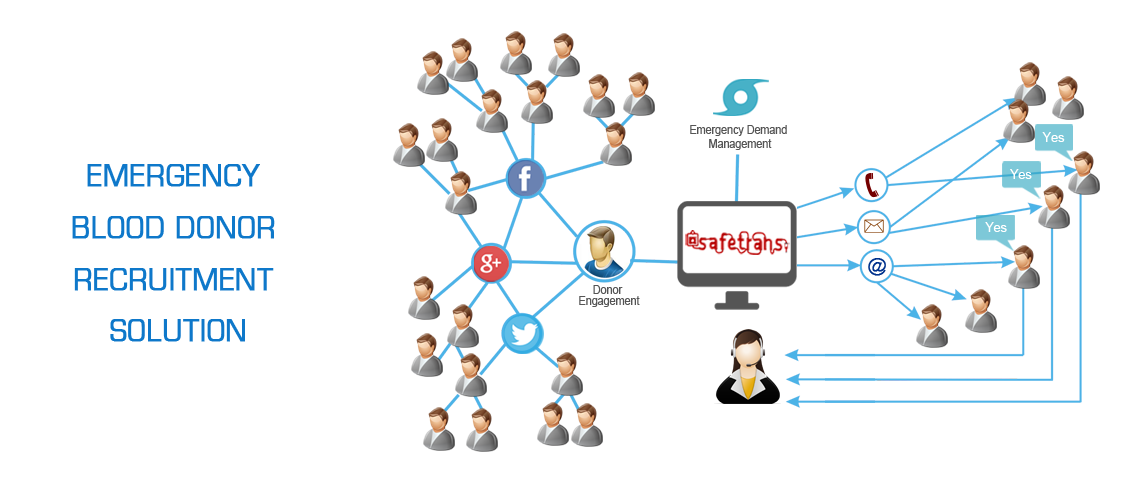 EMERGENCY
BLOOD DONOR
RECRUITMENT
SOLUTION
f
g+
Donor
Engagement
Emergency Demand
Management
safetrans
@
Yes
Yes
Yes